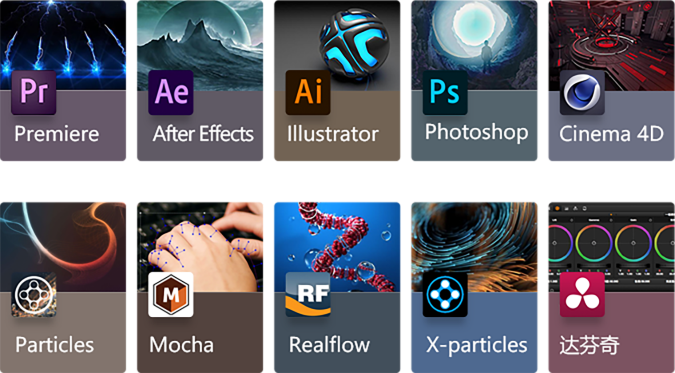 Pr
Ae
Ai
Ps
Premiere
After Effects
Illustrator
Photoshop
Cinema 4D
M
RF
Particles
Mocha
Realflow
X-particles
达芬奇